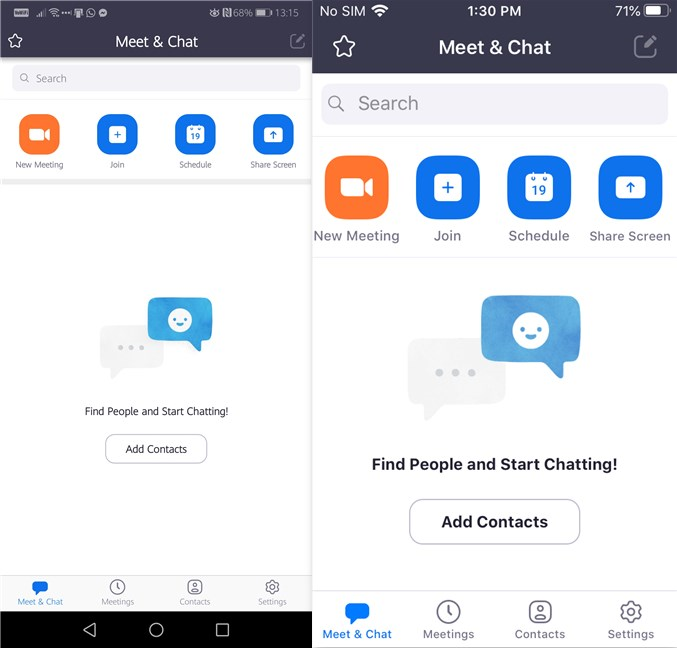 68% 13:15
Meet & Chat
Search
19
New Meeting Join Schedule Share Screen
Find People and Start Chatting!
Add Contacts
Meet & Chat Meetings Contacts Settings
No SIM 1:30 PM 71%
Meet & Chat
Search
19
New Meeting Join Schedule Share Screen
Find People and Start Chatting!
Add Contacts
Meet & Chat Meetings Contacts Settings